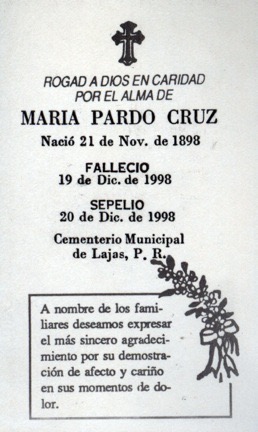 ROGAD A DIOS EN CARIDAD
POR EL ALMA DE
MARIA PARDO CRUZ
Nació 21 de Nov. de 1898
FALLECIO
19 de Dic. de 1998
SEPELIO
20 de Dic. de 1998
Cementerio Municipal
de Lajas, P. R.
A nombre de los fami-
liares deseamos expresar
el más sincero agradeci-
miento por su demostra-
ción de afecto y cariño
en sus momentos de do-
lor.